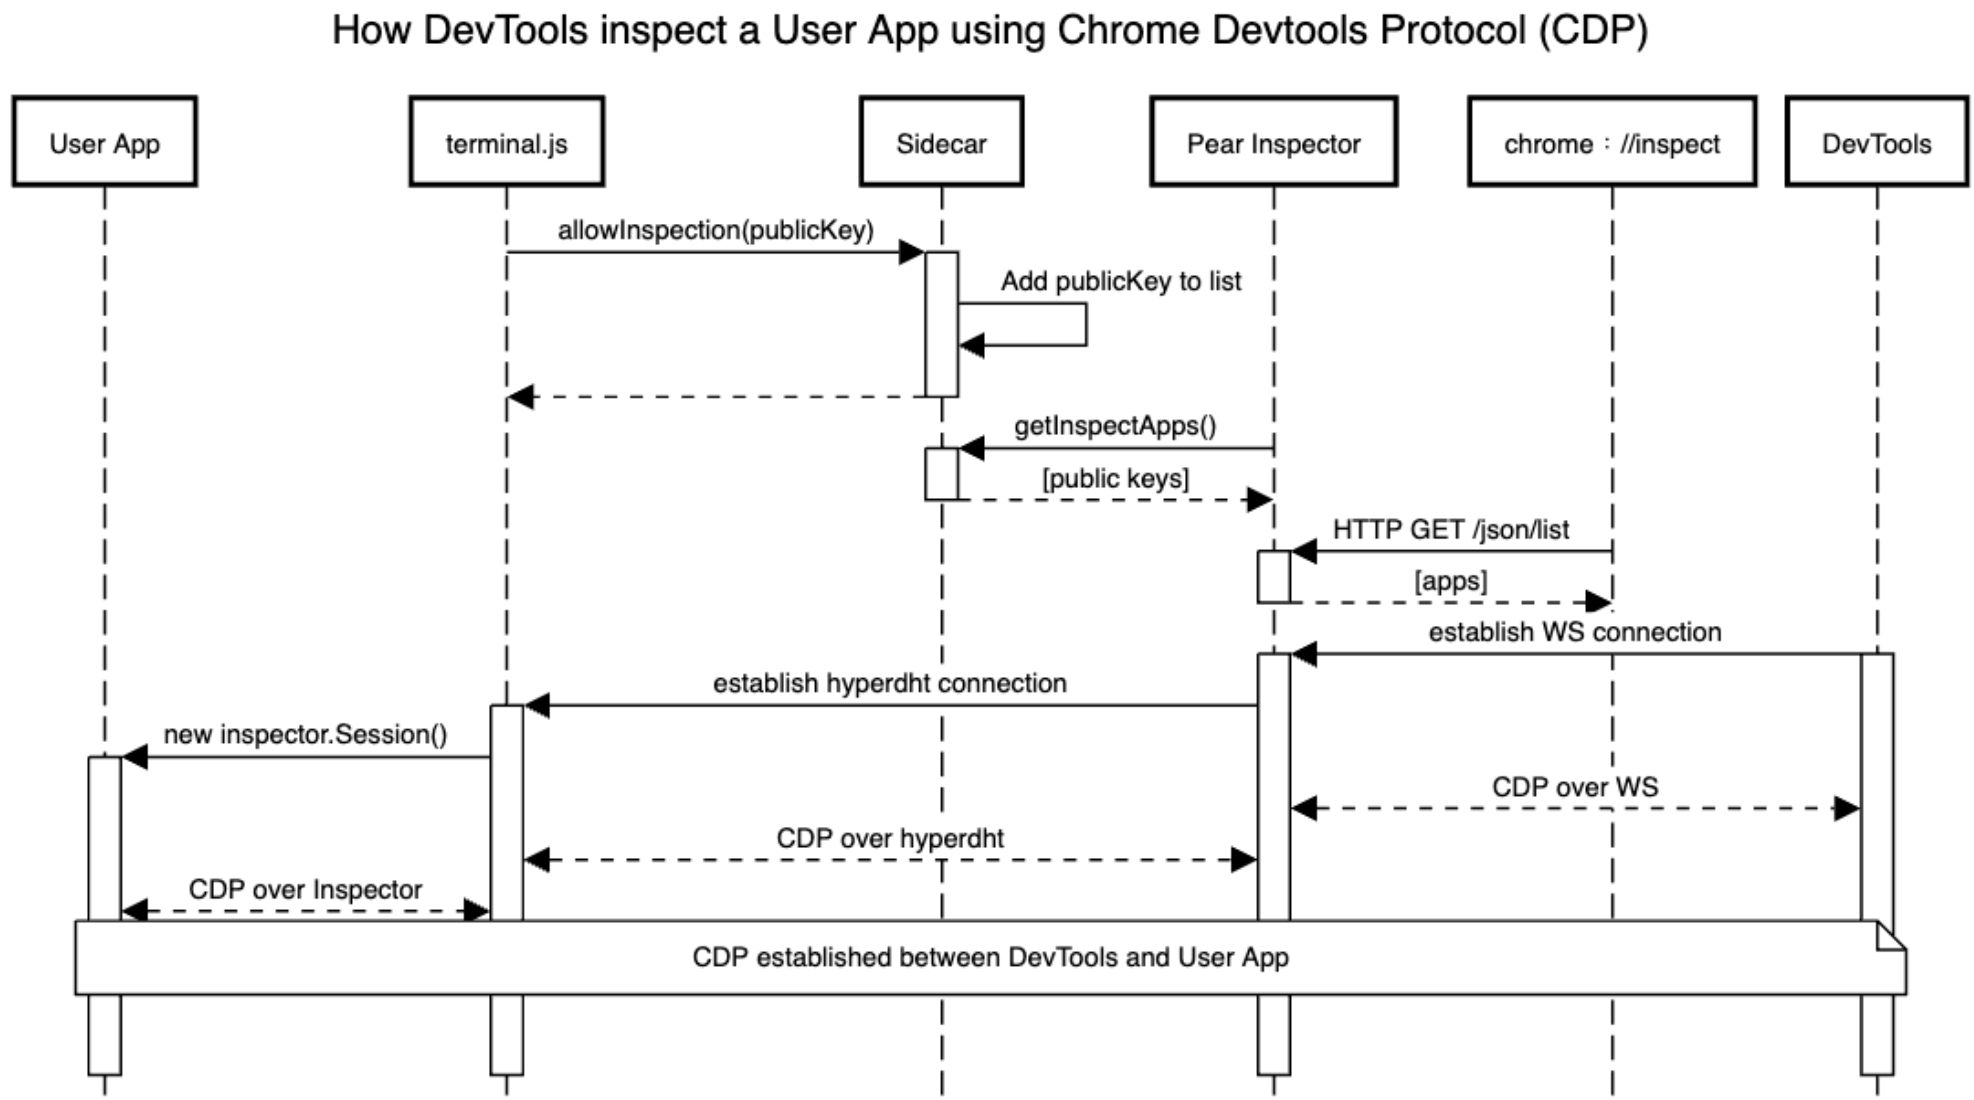 How DevTools inspect a User App using Chrome Devtools Protocol (CDP)
User App
terminal.js
Sidecar
Pear Inspector
chrome : //inspect
DevTools
allowInspection(publicKey)
Add publicKey to list
getInspectApps()
[public keys]
HTTP GET /json/list
[apps]
establish WS connection
establish hyperdht connection
new inspector.Session()
CDP over WS
CDP over hyperdht
CDP over Inspector
CDP established between DevTools and User App